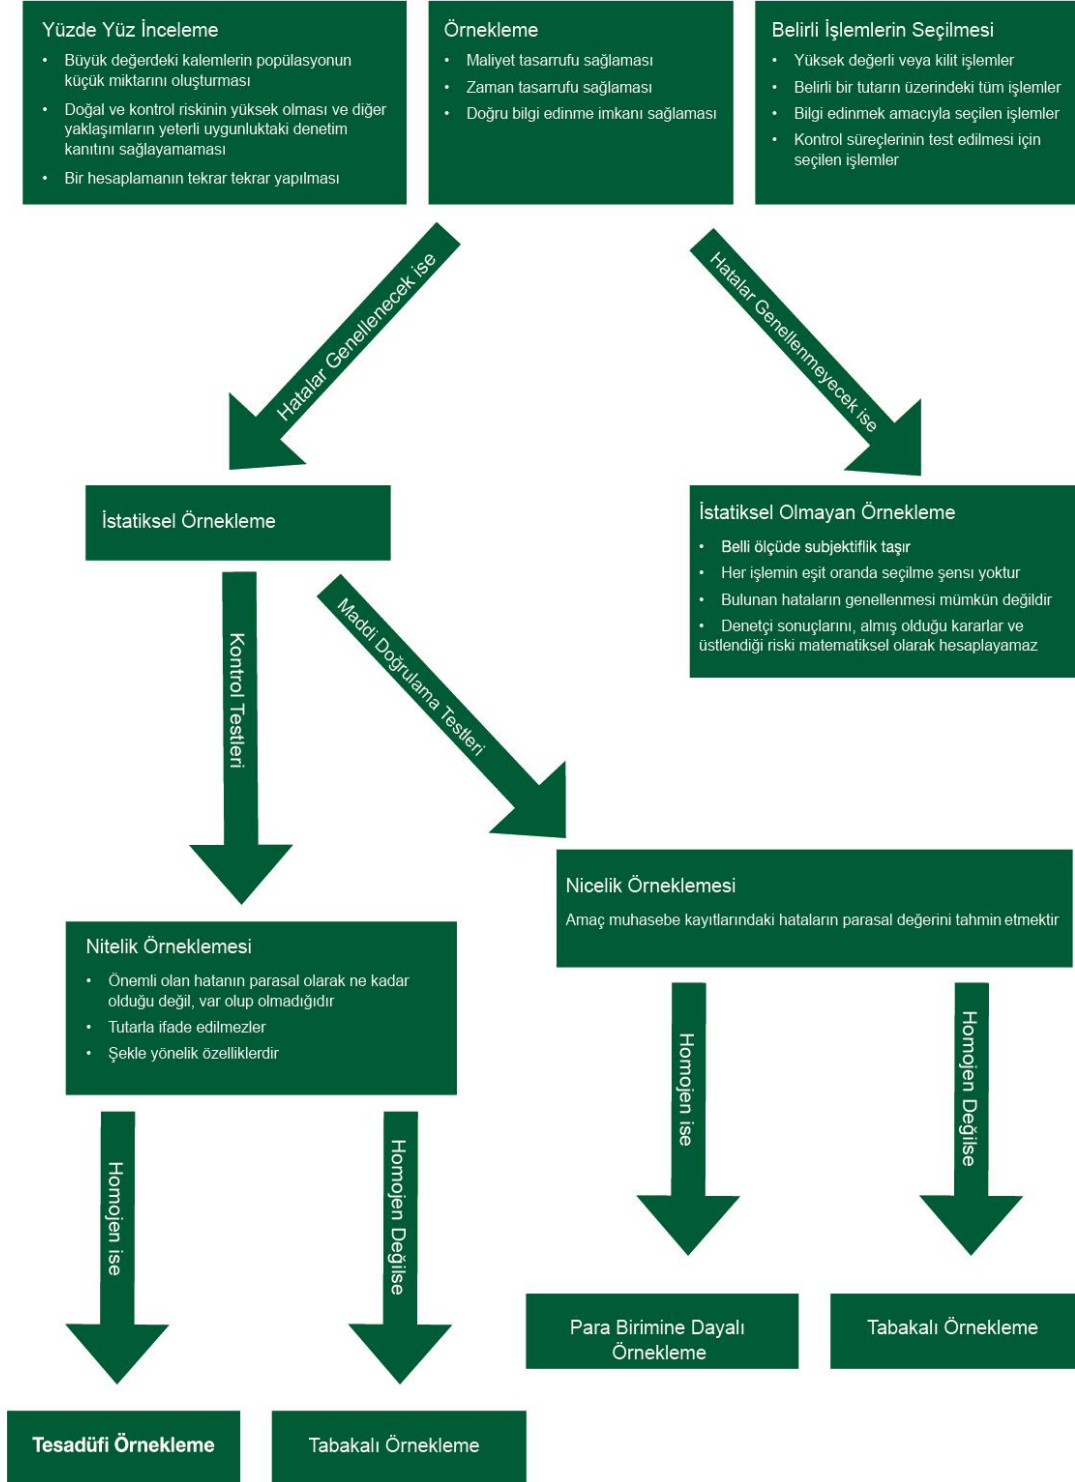 Yüzde Yüz İnceleme
• Büyük değerdeki kalemlerin popülasyonun
küçük miktarını oluşturması
• Doğal ve kontrol riskinin yüksek olması ve diğer
yaklaşımların yeterli uygunluktaki denetim
kanıtını sağlayamaması
• Bir hesaplamanın tekrar tekrar yapılması
Örnekleme
• Maliyet tasarrufu sağlaması
• Zaman tasarrufu sağlaması
• Doğru bilgi edinme imkanı sağlaması
Belirli İşlemlerin Seçilmesi
• Yüksek değerli veya kilit işlemler
• Belirli bir tutarın üzerindeki tüm işlemler
• Bilgi edinmek amacıyla seçilen işlemler
• Kontrol süreçlerinin test edilmesi için
seçilen işlemler
Hatalar Genellenecek ise
Hatalar Genellenmeyecek ise
İstatiksel Örnekleme
İstatiksel Olmayan Örnekleme
• Belli ölçüde subjektiflik taşır
• Her işlemin eşit oranda seçilme şensı yoktur
• Bulunan hataların genellenmesi mümkün değildir
• Denetçi sonuçlarını, almış olduğu kararlar ve
üstlendiği riski matematiksel olarak hesaplayamaz
Kontrol Testleri
Maddi Doğrulama Testleri
Nicelik Örneklemesi
Amaç muhasebe kayıtlarındaki hataların parasal değerini tahmin etmektir
Nitelik Örneklemesi
• Önemli olan hatanın parasal olarak ne kadar
olduğu değil, var olup olmadığıdır
• Tutarla ifade edilmezler
• Şekle yönelik özelliklerdir
Homojen ise
Homojen Değilse
Homojen ise
Homojen Değilse
Para Birimine Dayalı
Örnekleme
Tabakalı Örnekleme
Tesadüfi Örnekleme
Tabakalı Örnekleme